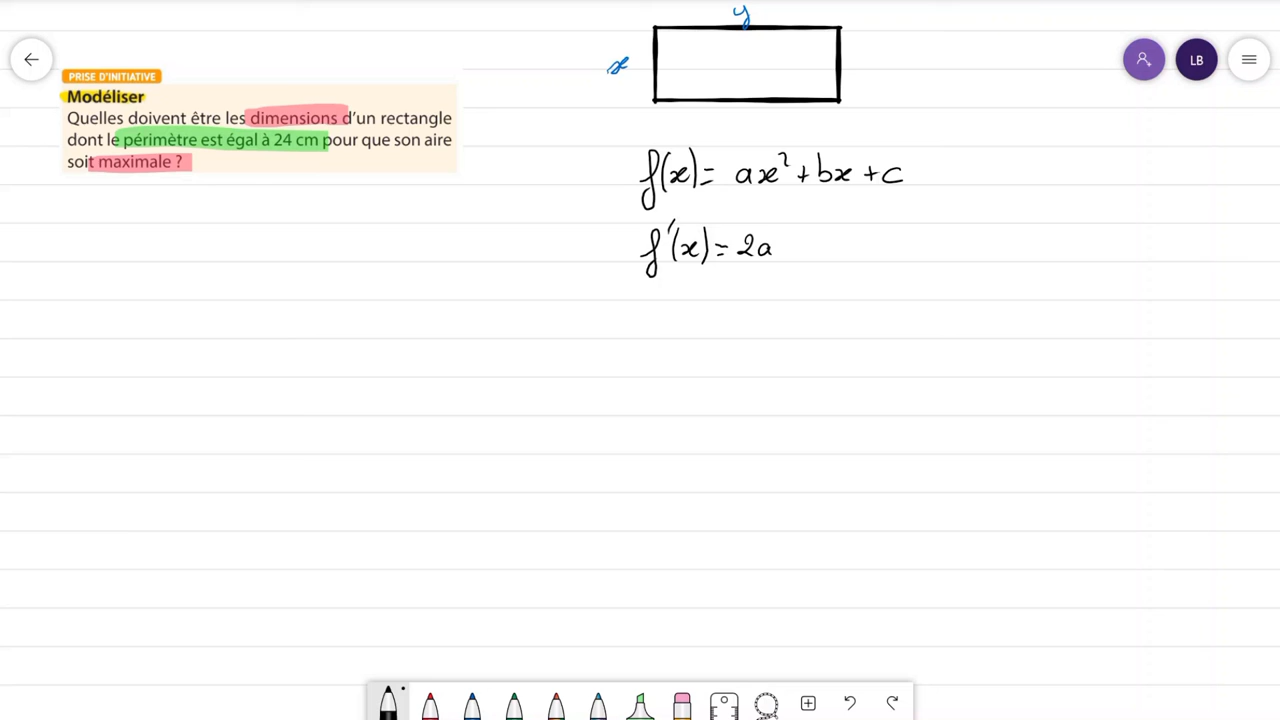 PRISE D'INITIATIVE
Modéliser
Quelles doivent être les dimensions d'un rectangle
dont le périmètre est égal à 24 cm pour que son aire
soit maximale ?
y
x
f(x) = ax² + bx + c
f'(x) = 2a
LB